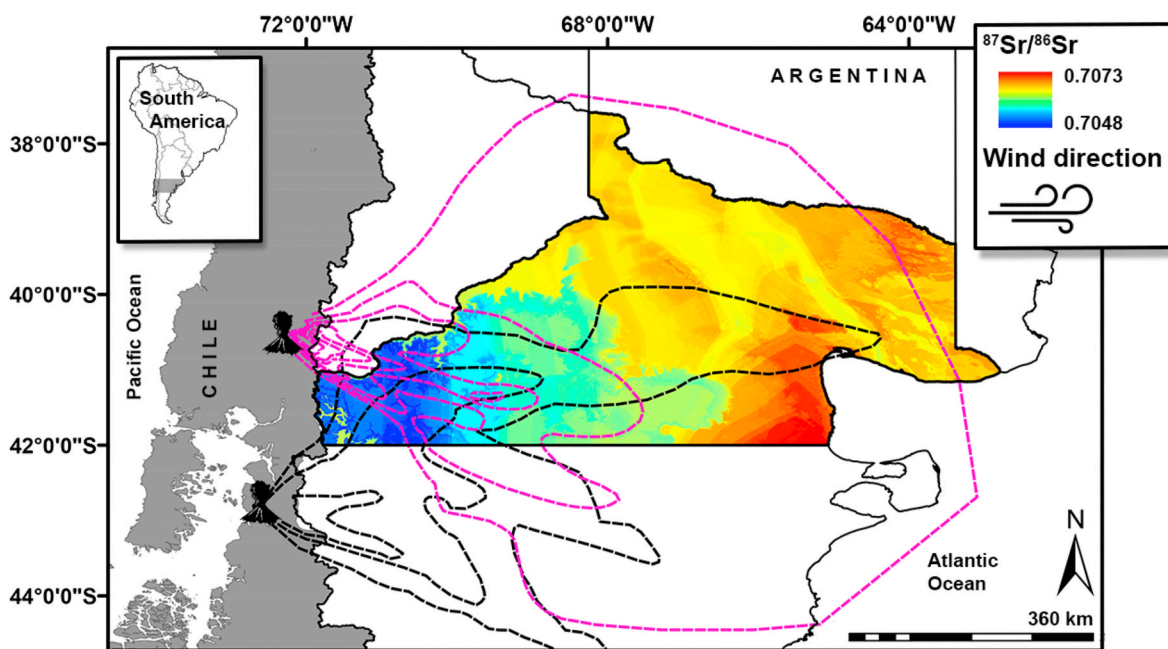 72°0'0"W
68°0'0"W
64°0'0"W
38°0'0"S
40°0'0"S
42°0'0"S
44°0'0"S
South
America
ARGENTINA
⁸⁷Sr/⁸⁶Sr
0.7073
0.7048
Wind direction
Pacific Ocean
CHILE
Atlantic
Ocean
N
360 km